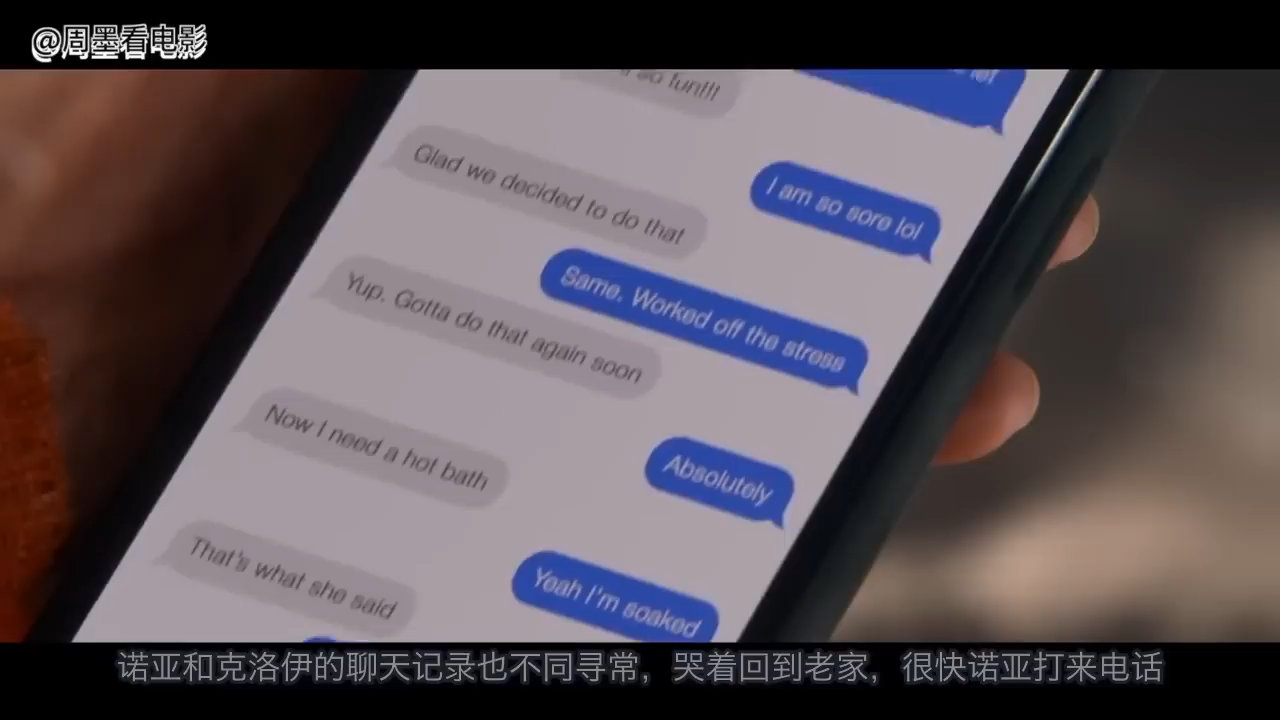 @周墨看电影
so fun!!!
lol
Glad we decided to do that
I am so sore lol
Same. Worked off the stress
Yup. Gotta do that again soon
Now I need a hot bath
Absolutely
That's what she said
Yeah I'm soaked
诺亚和克洛伊的聊天记录也不同寻常，哭着回到老家，很快诺亚打来电话